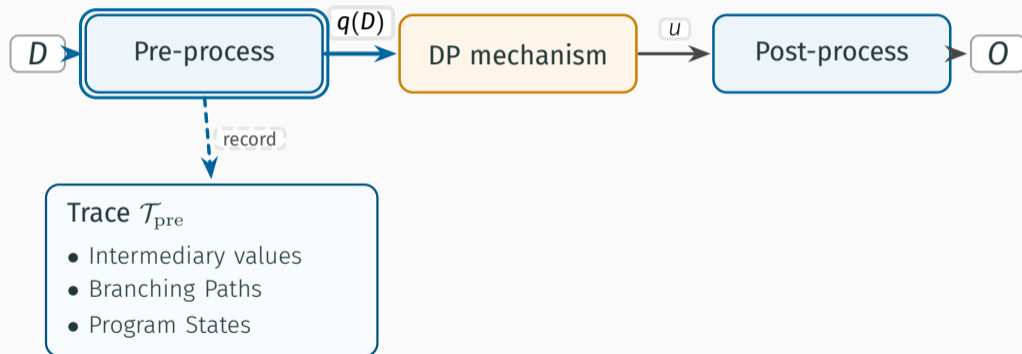 D
Pre-process
q(D)
DP mechanism
u
Post-process
O
record
Trace 𝒯pre
• Intermediary values
• Branching Paths
• Program States